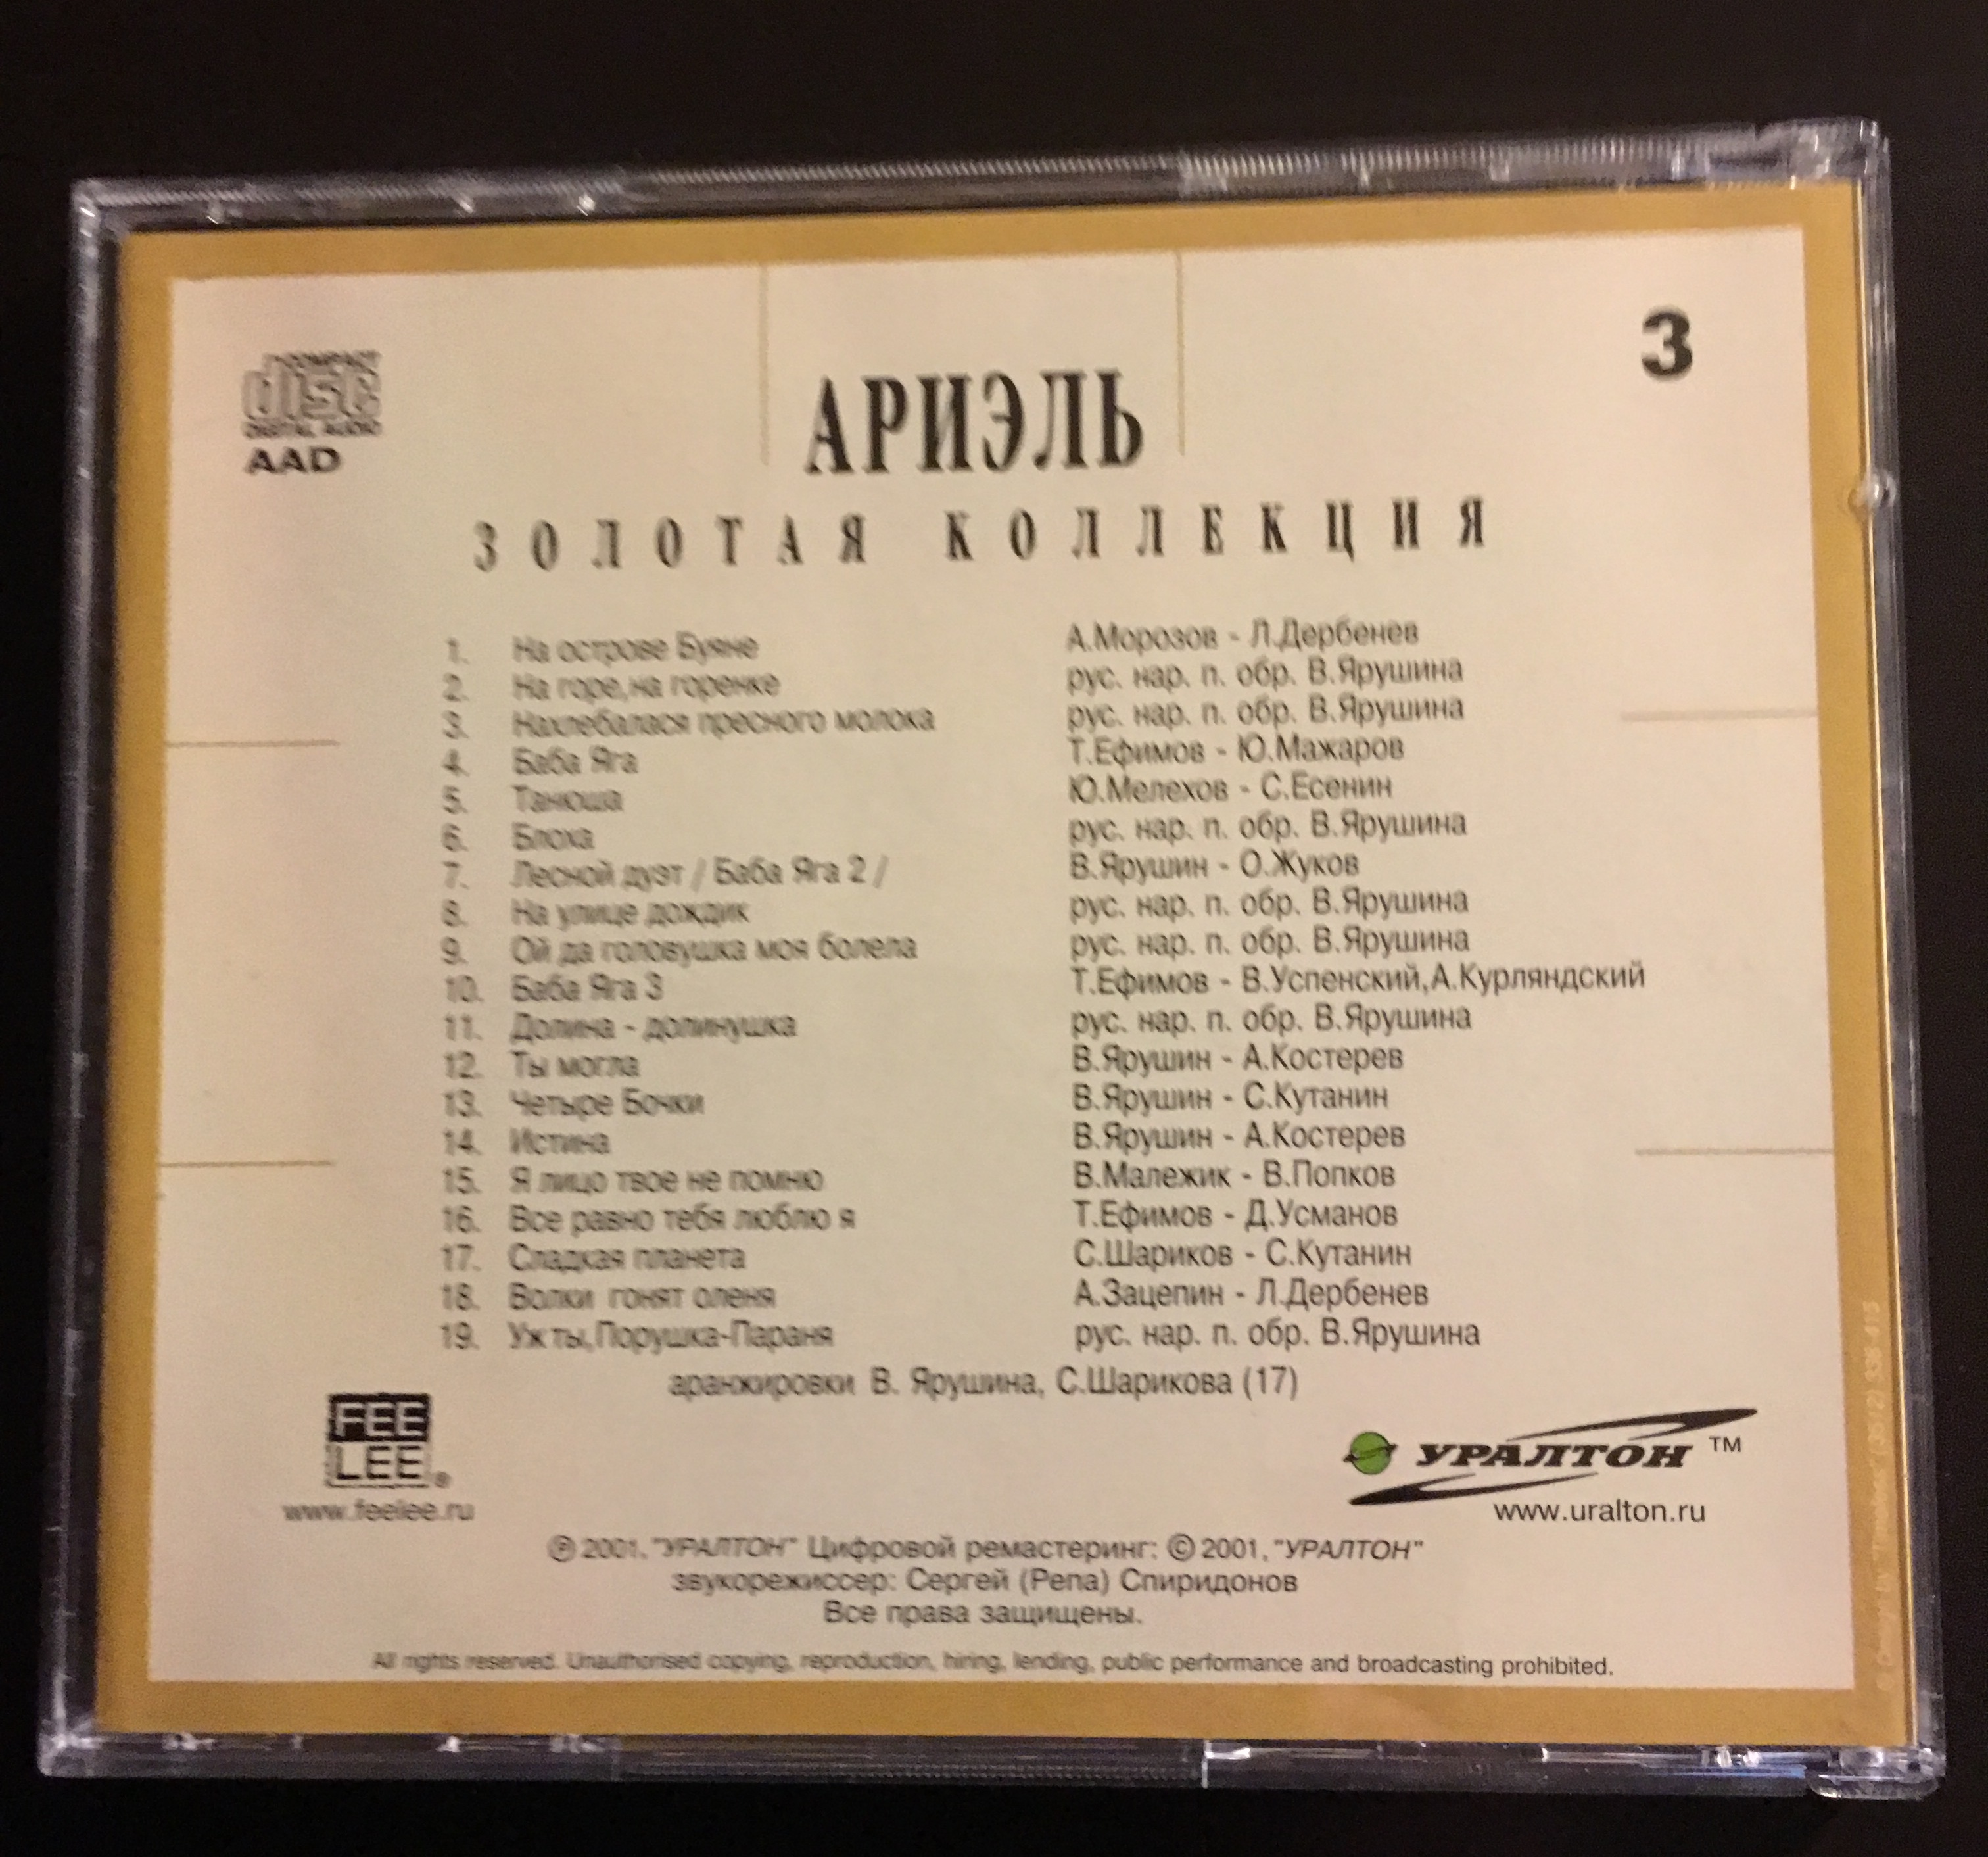 3
COMPACT
disc
DIGITAL AUDIO
AAD
АРИЭЛЬ
ЗОЛОТАЯ КОЛЛЕКЦИЯ
1. На острове Буяне А.Морозов - Л.Дербенев
2. На горе,на горенке рус. нар. п. обр. В.Ярушина
3. Нахлебалася пресного молока рус. нар. п. обр. В.Ярушина
4. Баба Яга Т.Ефимов - Ю.Мажаров
5. Танюша Ю.Мелехов - С.Есенин
6. Блоха рус. нар. п. обр. В.Ярушина
7. Лесной дуэт / Баба Яга 2 / В.Ярушин - О.Жуков
8. На улице дождик рус. нар. п. обр. В.Ярушина
9. Ой да головушка моя болела рус. нар. п. обр. В.Ярушина
10. Баба Яга 3 Т.Ефимов - В.Успенский,А.Курляндский
11. Долина - долинушка рус. нар. п. обр. В.Ярушина
12. Ты могла В.Ярушин - А.Костерев
13. Четыре Бочки В.Ярушин - С.Кутанин
14. Истина В.Ярушин - А.Костерев
15. Я лицо твое не помню В.Малежик - В.Попков
16. Все равно тебя люблю я Т.Ефимов - Д.Усманов
17. Сладкая планета С.Шариков - С.Кутанин
18. Волки гонят оленя А.Зацепин - Л.Дербенев
19. Уж ты,Порушка-Параня рус. нар. п. обр. В.Ярушина
аранжировки В. Ярушина, С.Шарикова (17)
FEE
LEE®
www.feelee.ru
УРАЛТОН ™
www.uralton.ru
℗ 2001, "УРАЛТОН" Цифровой ремастеринг: © 2001, "УРАЛТОН"
звукорежиссер: Сергей (Репа) Спиридонов
Все права защищены.
All rights reserved. Unauthorised copying, reproduction, hiring, lending, public performance and broadcasting prohibited.